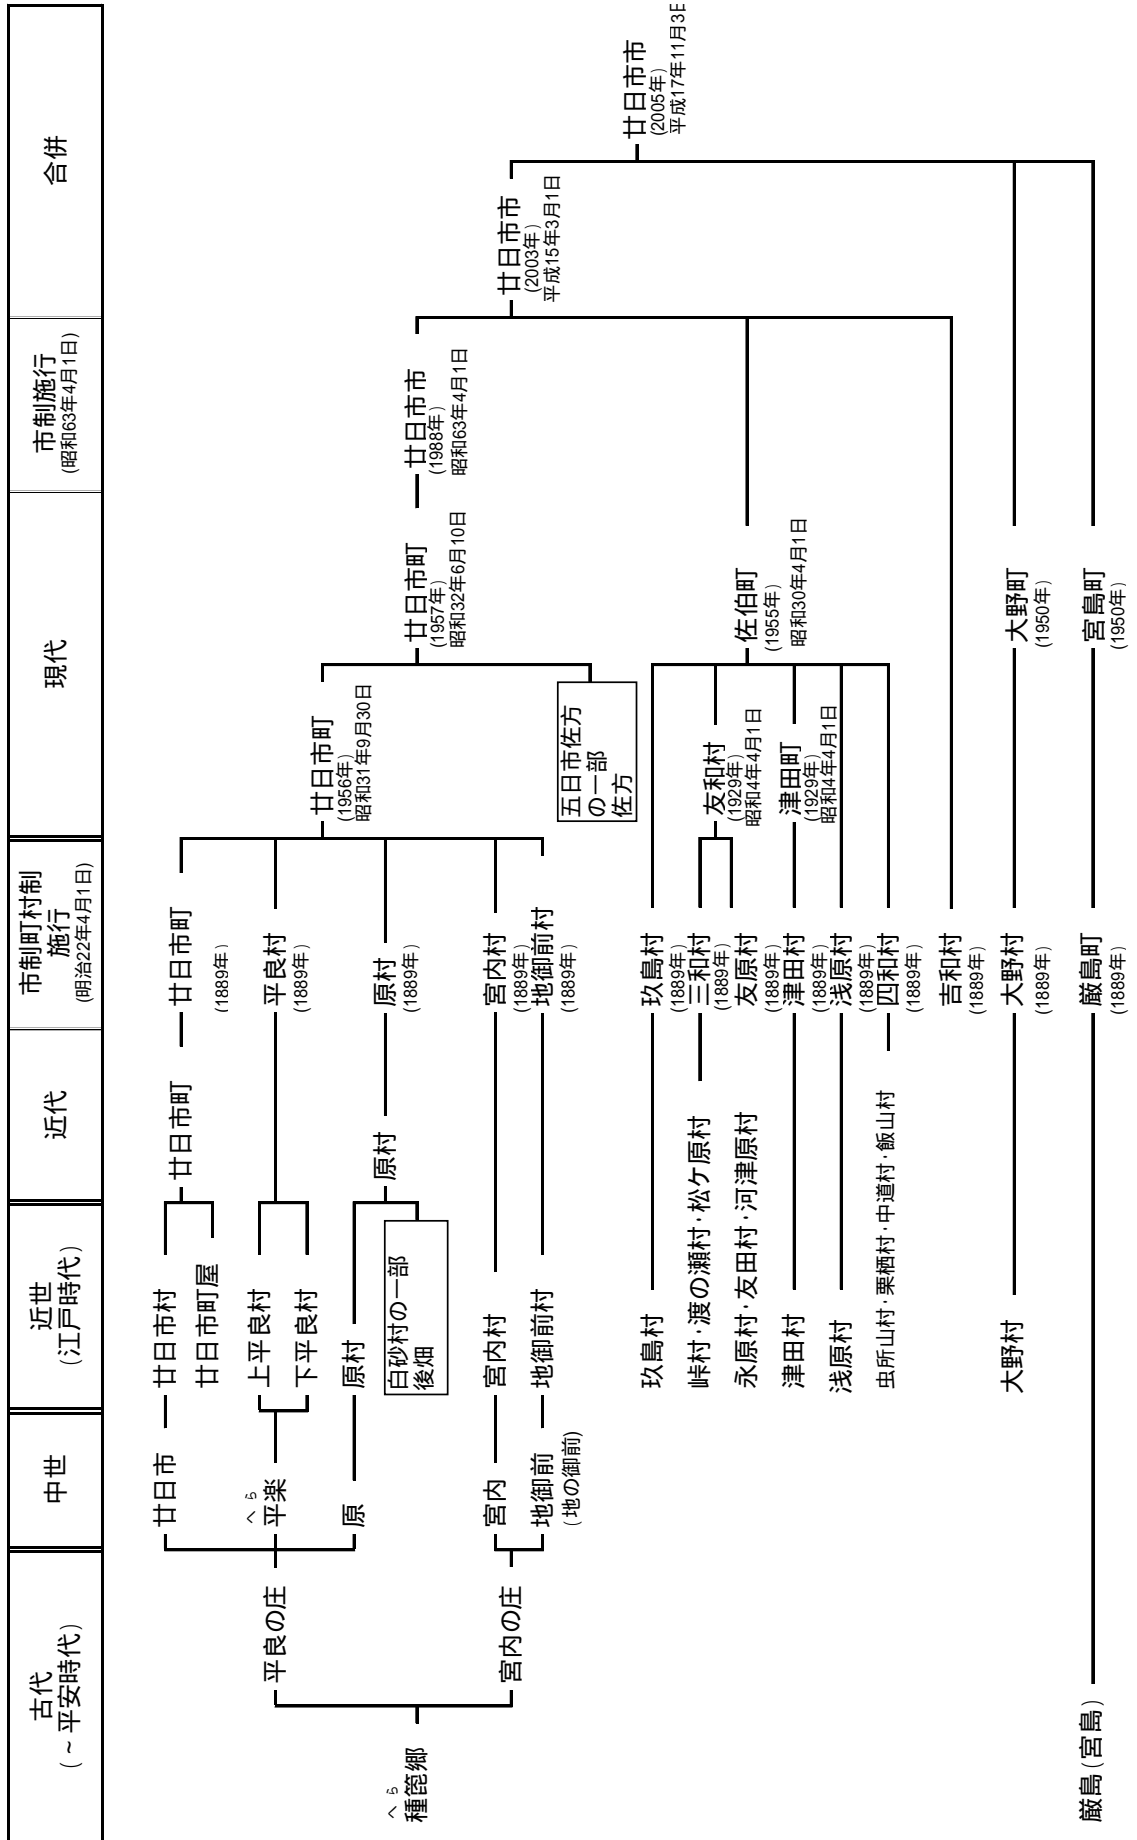 古代
(~平安時代)
中世
近世
(江戸時代)
近代
市制町村制
施行
(明治22年4月1日)
現代
市制施行
(昭和63年4月1日)
合併
へら
種箆郷
平良の庄
宮内の庄
厳島(宮島)
廿日市
へら
平楽
原
宮内
地御前
(地の御前)
廿日市村
廿日市町屋
上平良村
下平良村
原村
白砂村の一部
後畑
宮内村
地御前村
玖島村
峠村・渡の瀬村・松ケ原村
永原村・友田村・河津原村
津田村
浅原村
虫所山村・栗栖村・中道村・飯山村
大野村
廿日市町
原村
廿日市町
(1889年)
平良村
(1889年)
原村
(1889年)
宮内村
(1889年)
地御前村
(1889年)
玖島村
(1889年)
三和村
(1889年)
友原村
(1889年)
津田村
(1889年)
浅原村
(1889年)
四和村
(1889年)
吉和村
(1889年)
大野村
(1889年)
厳島町
(1889年)
廿日市町
(1956年)
昭和31年9月30日
五日市佐方
の一部
佐方
友和村
(1929年)
昭和4年4月1日
津田町
(1929年)
昭和4年4月1日
廿日市町
(1957年)
昭和32年6月10日
佐伯町
(1955年)
昭和30年4月1日
大野町
(1950年)
宮島町
(1950年)
廿日市市
(1988年)
昭和63年4月1日
廿日市市
(2003年)
平成15年3月1日
廿日市市
(2005年)
平成17年11月3日